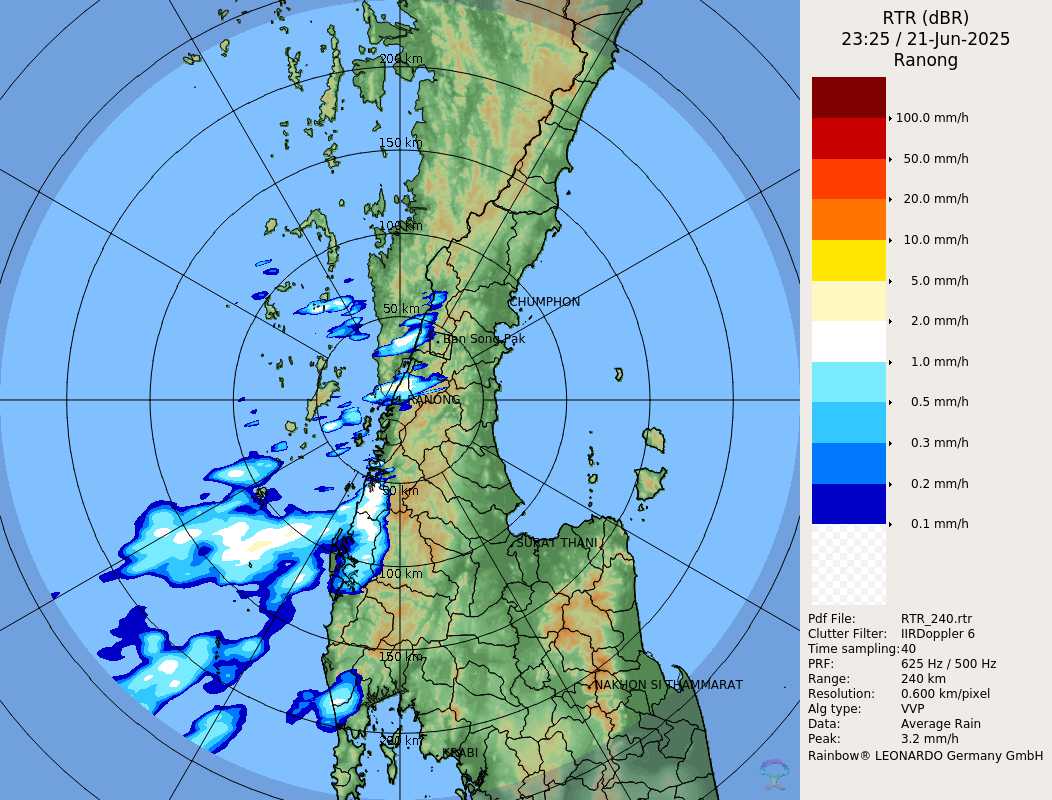 RTR (dBR)
23:25 / 21-Jun-2025
Ranong
100.0 mm/h
50.0 mm/h
20.0 mm/h
10.0 mm/h
5.0 mm/h
2.0 mm/h
1.0 mm/h
0.5 mm/h
0.3 mm/h
0.2 mm/h
0.1 mm/h
Pdf File: RTR_240.rtr
Clutter Filter: IIRDoppler 6
Time sampling:40
PRF: 625 Hz / 500 Hz
Range: 240 km
Resolution: 0.600 km/pixel
Alg type: VVP
Data: Average Rain
Peak: 3.2 mm/h
Rainbow® LEONARDO Germany GmbH
200 km
150 km
100 km
50 km
CHUMPHON
Ban Song Pak
RANONG
50 km
SURAT THANI
100 km
150 km
NAKHON SI THAMMARAT
200 km
KRABI